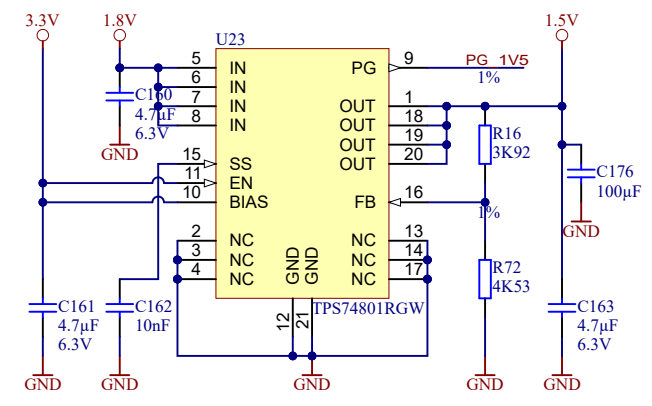 3.3V
1.8V
1.5V
U23
5
IN
PG
9
PG_1V5
1%
6
IN
7
IN
8
IN
C160
4.7µF
6.3V
GND
OUT
1
OUT
18
OUT
19
OUT
20
R16
3K92
15
SS
11
EN
10
BIAS
FB
16
1%
C176
100µF
GND
2
NC
3
NC
4
NC
NC
13
NC
14
NC
17
GND
GND
R72
4K53
TPS74801RGW
12
21
C161
4.7µF
6.3V
C162
10nF
C163
4.7µF
6.3V
GND
GND
GND
GND
GND